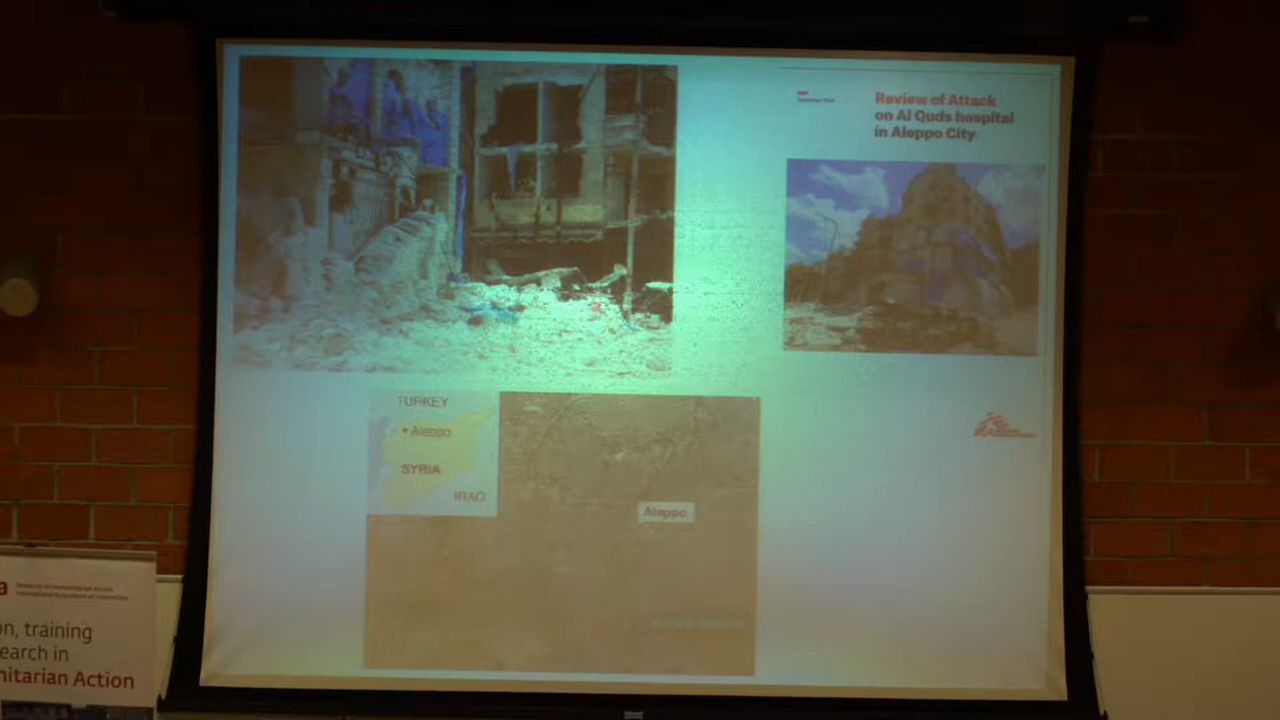 Review of Attack
on Al Quds hospital
in Aleppo City
TURKEY
Aleppo
SYRIA
IRAQ
Aleppo
on, training
earch in
nitarian Action